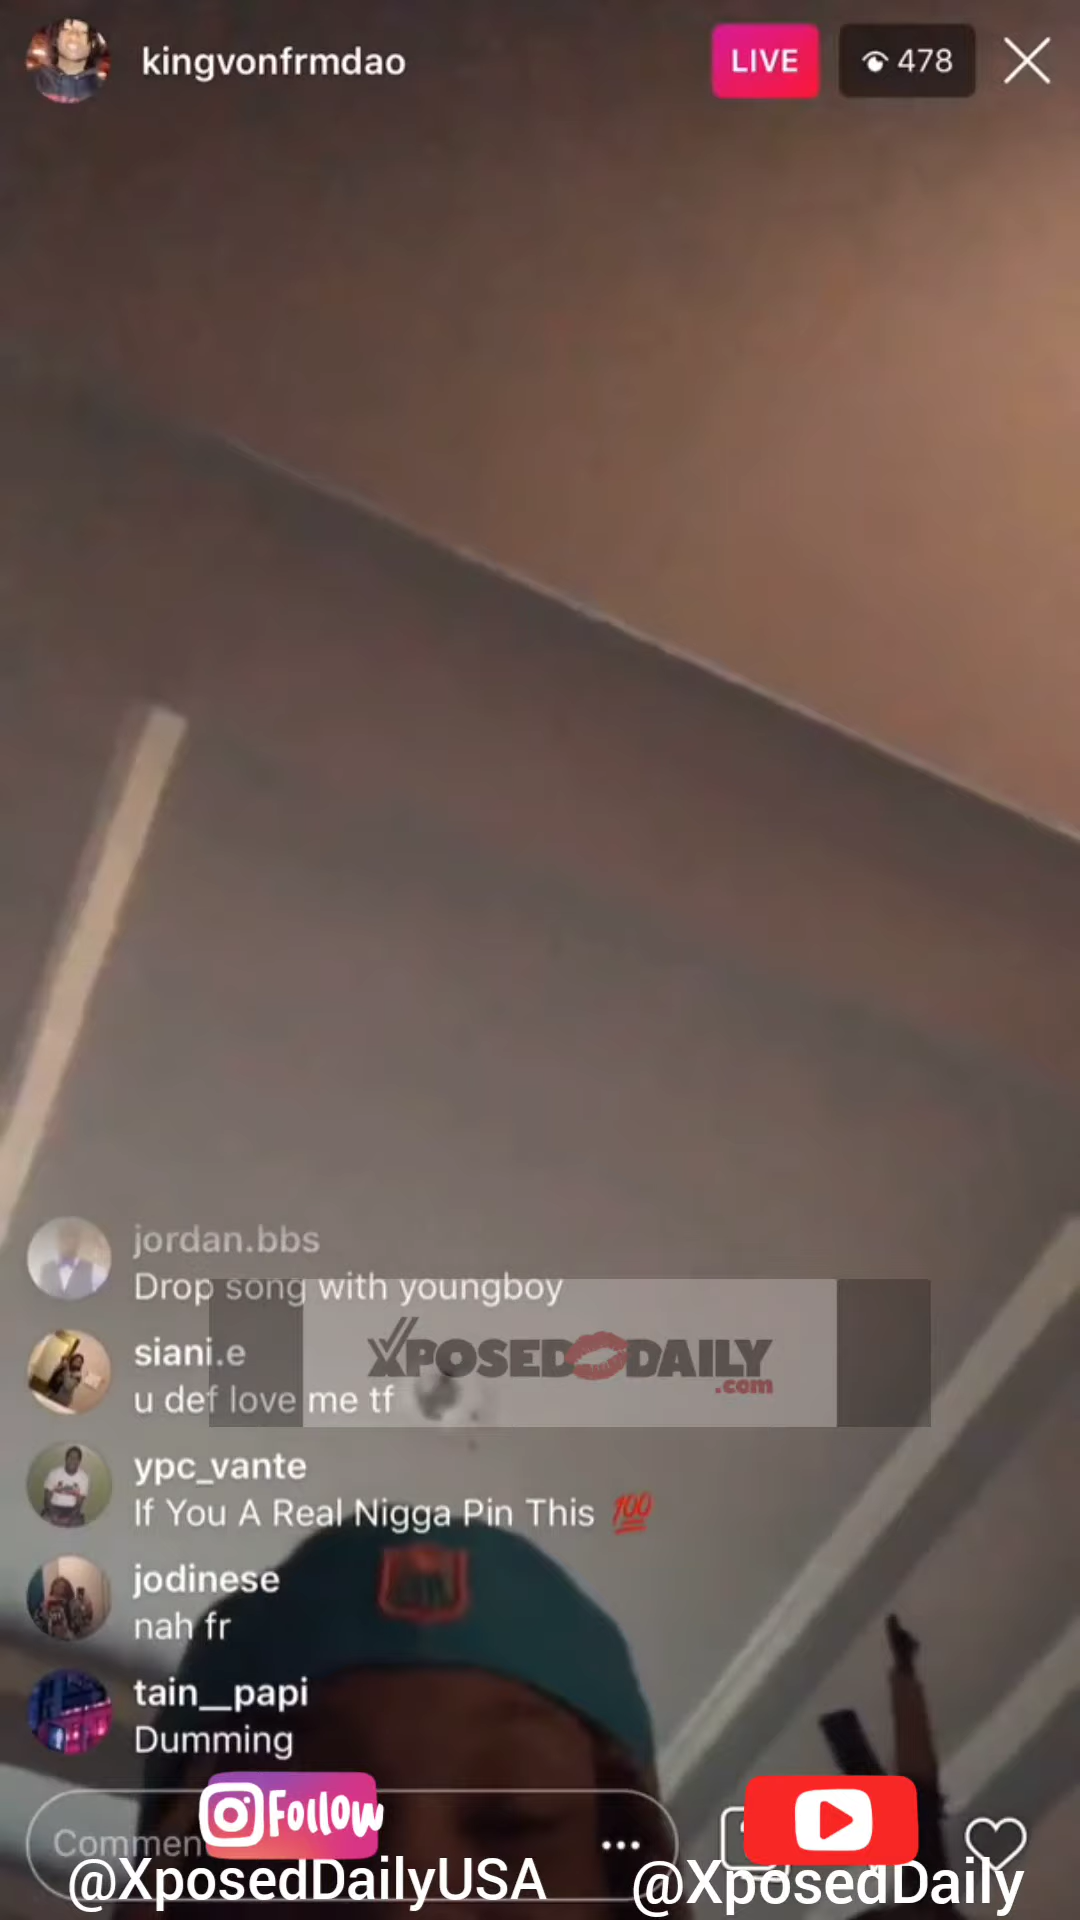 kingvonfrmdao
LIVE
478
jordan.bbs
Drop song with youngboy
siani.e
u def love me tf
XPOSED DAILY
.com
ypc_vante
If You A Real Nigga Pin This 💯
jodinese
nah fr
tain__papi
Dumming
Follow
Commen
@XposedDailyUSA
@XposedDaily